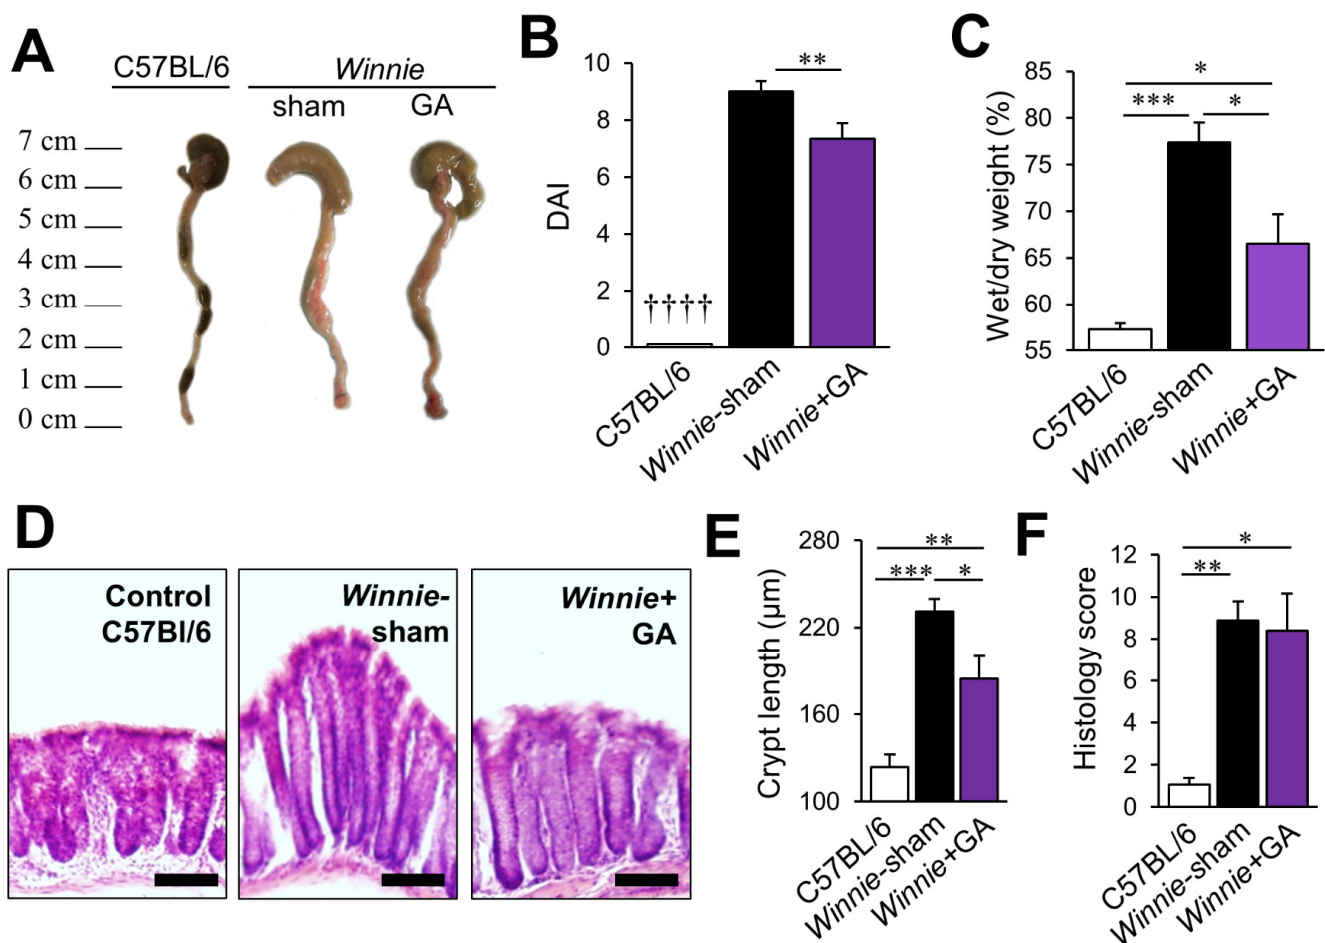 A
C57BL/6
Winnie
sham
GA
7 cm
6 cm
5 cm
4 cm
3 cm
2 cm
1 cm
0 cm
B
DAI
10
8
6
4
2
0
**
††††
C57BL/6
Winnie-sham
Winnie+GA
C
Wet/dry weight (%)
85
80
75
70
65
60
55
*
***
*
C57BL/6
Winnie-sham
Winnie+GA
D
Control
C57Bl/6
Winnie-
sham
Winnie+
GA
E
Crypt length (µm)
280
220
160
100
**
***
*
C57BL/6
Winnie-sham
Winnie+GA
F
Histology score
12
10
8
6
4
2
0
*
**
C57BL/6
Winnie-sham
Winnie+GA